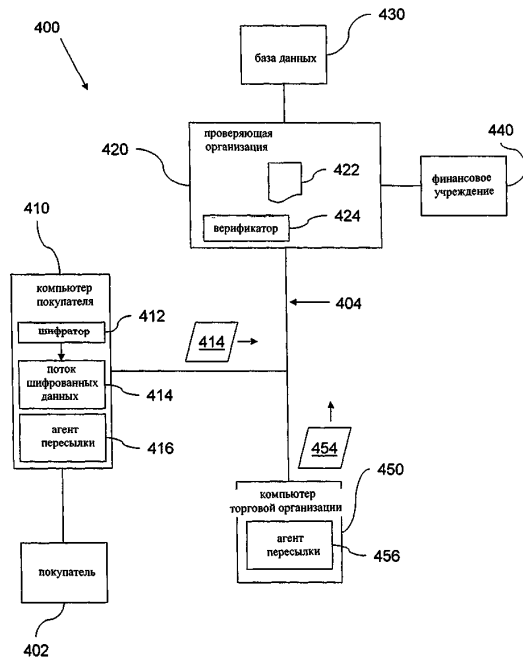 400
база данных
430
проверяющая
организация
420
422
верификатор
424
440
финансовое
учреждение
410
компьютер
покупателя
шифратор
412
поток
шифрованных
данных
414
агент
пересылки
416
414
404
454
450
компьютер
торговой организации
агент
пересылки
456
покупатель
402